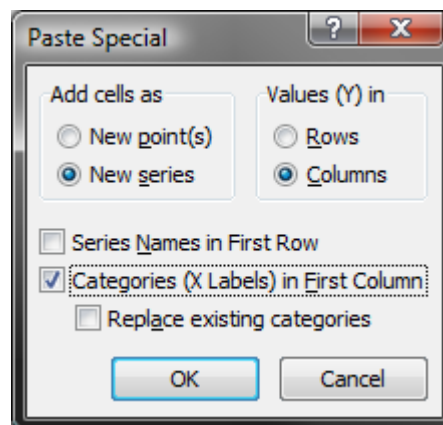 Paste Special
?
X
Add cells as
New point(s)
New series
Values (Y) in
Rows
Columns
Series Names in First Row
Categories (X Labels) in First Column
Replace existing categories
OK
Cancel